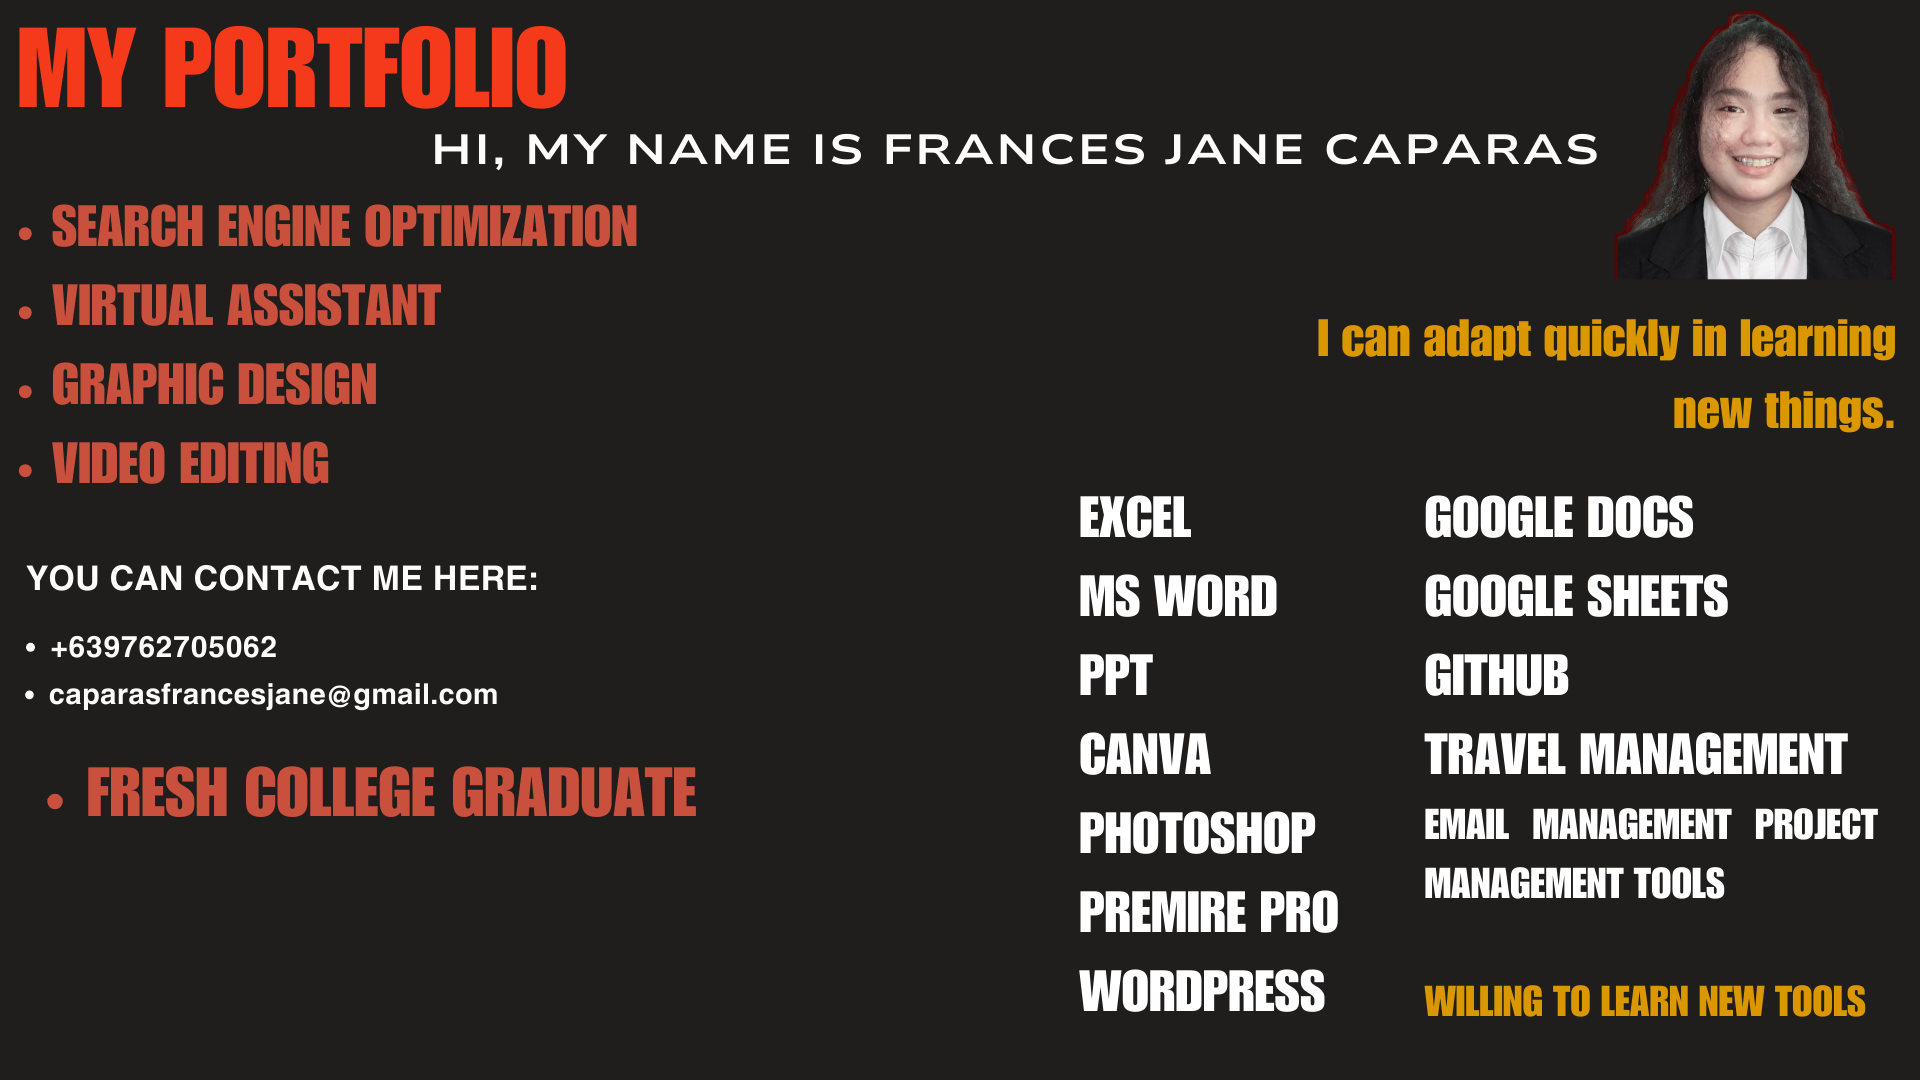 MY PORTFOLIO
HI, MY NAME IS FRANCES JANE CAPARAS
• SEARCH ENGINE OPTIMIZATION
• VIRTUAL ASSISTANT
• GRAPHIC DESIGN
• VIDEO EDITING
YOU CAN CONTACT ME HERE:
• +639762705062
• caparasfrancesjane@gmail.com
• FRESH COLLEGE GRADUATE
I can adapt quickly in learning
new things.
EXCEL
MS WORD
PPT
CANVA
PHOTOSHOP
PREMIRE PRO
WORDPRESS
GOOGLE DOCS
GOOGLE SHEETS
GITHUB
TRAVEL MANAGEMENT
EMAIL MANAGEMENT PROJECT
MANAGEMENT TOOLS
WILLING TO LEARN NEW TOOLS